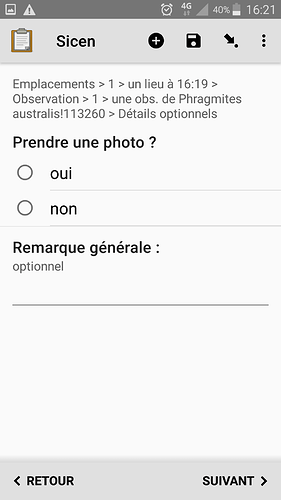 4G 40% 16:21
Sicen
Emplacements > 1 > un lieu à 16:19 >
Observation > 1 > une obs. de Phragmites
australis!113260 > Détails optionnels
Prendre une photo ?
oui
non
Remarque générale :
optionnel
RETOUR SUIVANT